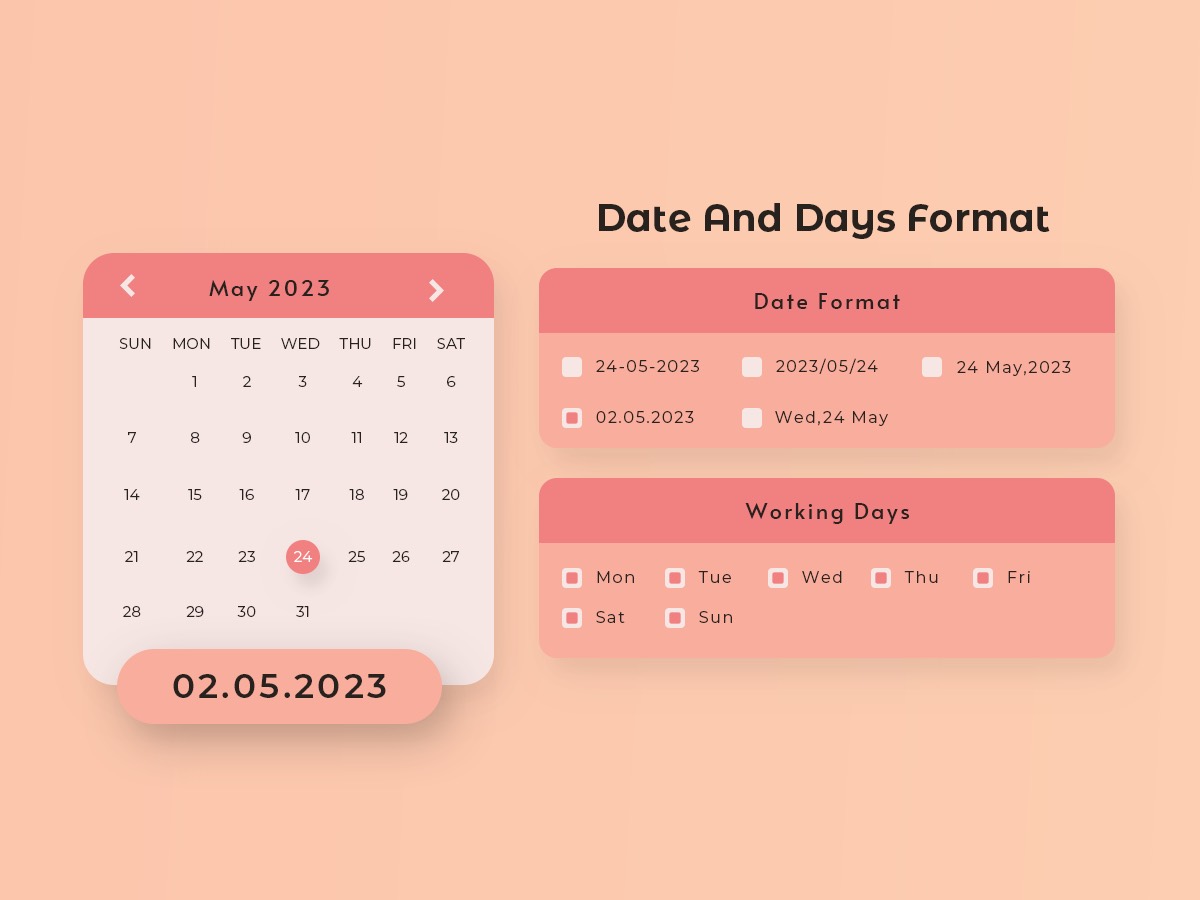 Date And Days Format
May 2023
SUN MON TUE WED THU FRI SAT
1 2 3 4 5 6
7 8 9 10 11 12 13
14 15 16 17 18 19 20
21 22 23 24 25 26 27
28 29 30 31
02.05.2023
Date Format
24-05-2023 2023/05/24 24 May,2023
02.05.2023 Wed,24 May
Working Days
Mon Tue Wed Thu Fri
Sat Sun